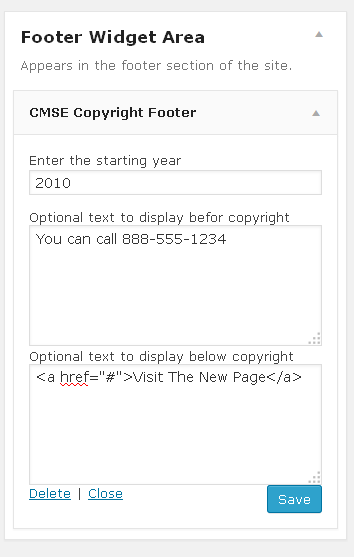 Footer Widget Area
Appears in the footer section of the site.
CMSE Copyright Footer
Enter the starting year
2010
Optional text to display befor copyright
You can call 888-555-1234
Optional text to display below copyright
<a href="#">Visit The New Page</a>
Delete | Close
Save